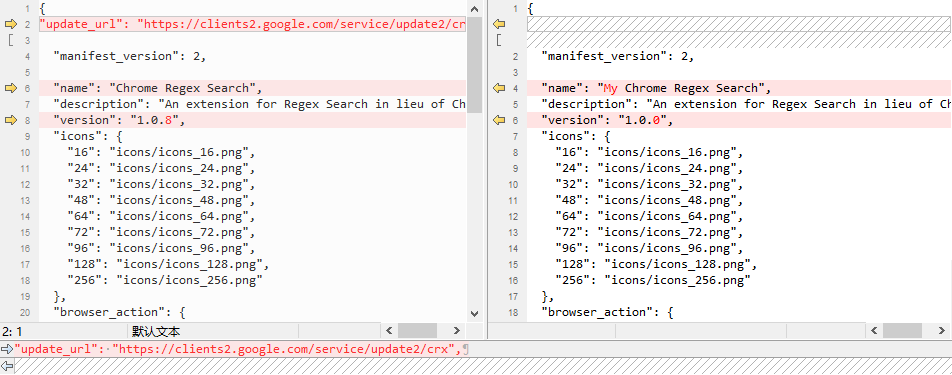 1 {
2 "update_url": "https://clients2.google.com/service/update2/cr
3
4 "manifest_version": 2,
5
6 "name": "Chrome Regex Search",
7 "description": "An extension for Regex Search in lieu of Ch
8 "version": "1.0.8",
9 "icons": {
10 "16": "icons/icons_16.png",
11 "24": "icons/icons_24.png",
12 "32": "icons/icons_32.png",
13 "48": "icons/icons_48.png",
14 "64": "icons/icons_64.png",
15 "72": "icons/icons_72.png",
16 "96": "icons/icons_96.png",
17 "128": "icons/icons_128.png",
18 "256": "icons/icons_256.png"
19 },
20 "browser_action": {
2: 1 默认文本
1 {
2 "manifest_version": 2,
3
4 "name": "My Chrome Regex Search",
5 "description": "An extension for Regex Search in lieu of Ch
6 "version": "1.0.0",
7 "icons": {
8 "16": "icons/icons_16.png",
9 "24": "icons/icons_24.png",
10 "32": "icons/icons_32.png",
11 "48": "icons/icons_48.png",
12 "64": "icons/icons_64.png",
13 "72": "icons/icons_72.png",
14 "96": "icons/icons_96.png",
15 "128": "icons/icons_128.png",
16 "256": "icons/icons_256.png"
17 },
18 "browser_action": {
"update_url":·"https://clients2.google.com/service/update2/crx",¶